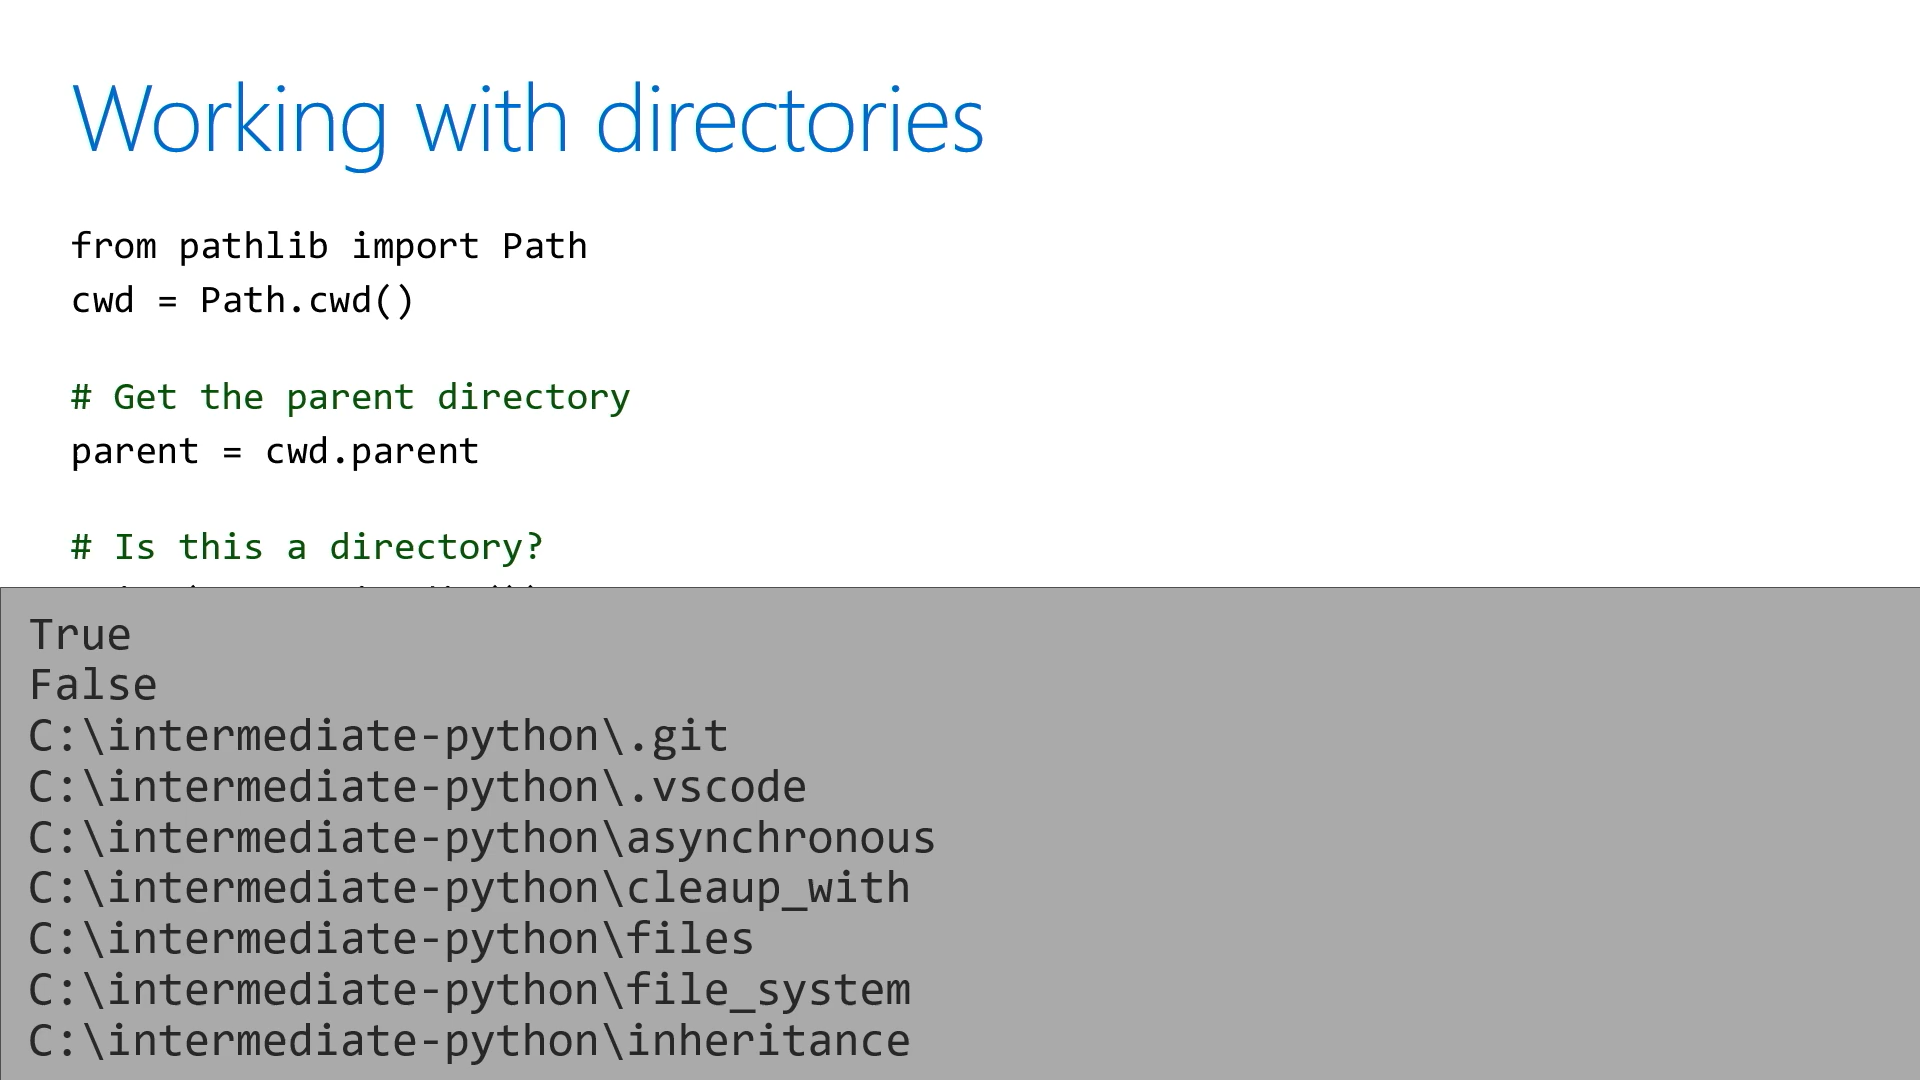 Working with directories
from pathlib import Path
cwd = Path.cwd()
# Get the parent directory
parent = cwd.parent
# Is this a directory?
True
False
C:\intermediate-python\.git
C:\intermediate-python\.vscode
C:\intermediate-python\asynchronous
C:\intermediate-python\cleaup_with
C:\intermediate-python\files
C:\intermediate-python\file_system
C:\intermediate-python\inheritance